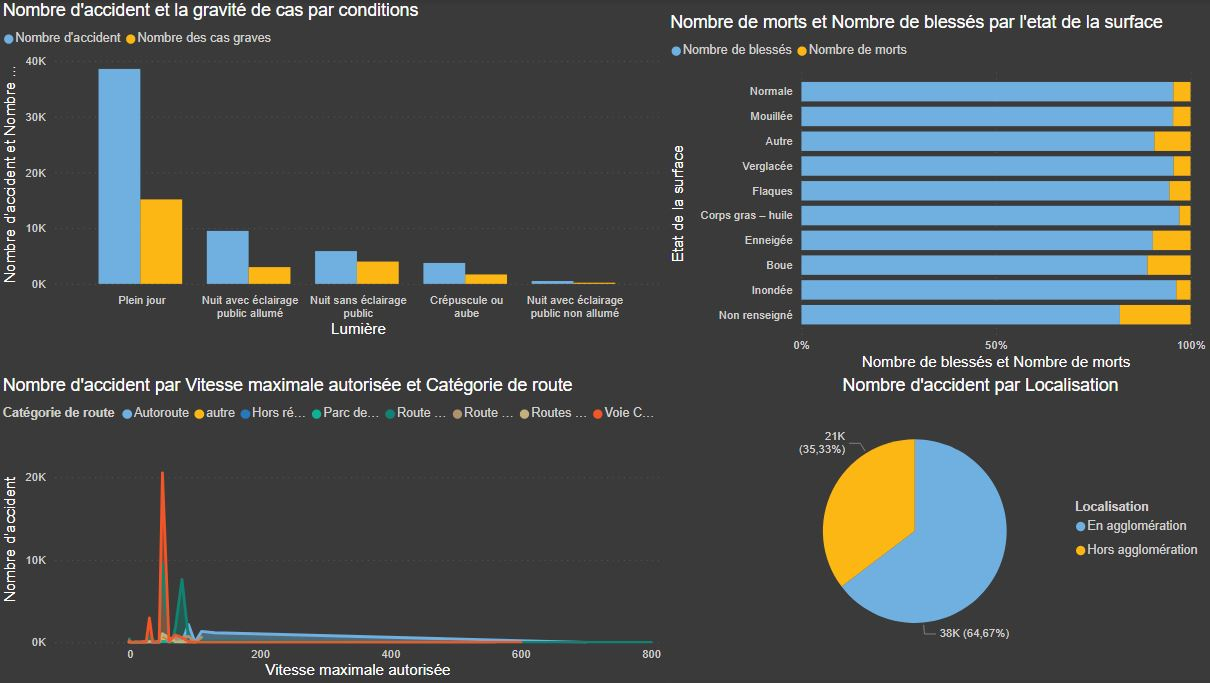 Nombre d'accident et la gravité de cas par conditions
Nombre d'accident Nombre des cas graves
Nombre d'accident et Nombre ...
40K
30K
20K
10K
0K
Plein jour
Nuit avec éclairage
public allumé
Nuit sans éclairage
public
Crépuscule ou
aube
Nuit avec éclairage
public non allumé
Lumière
Nombre de morts et Nombre de blessés par l'etat de la surface
Nombre de blessés Nombre de morts
Etat de la surface
Normale
Mouillée
Autre
Verglacée
Flaques
Corps gras – huile
Enneigée
Boue
Inondée
Non renseigné
0% 50% 100%
Nombre de blessés et Nombre de morts
Nombre d'accident par Vitesse maximale autorisée et Catégorie de route
Catégorie de route Autoroute autre Hors ré... Parc de... Route ... Route ... Routes ... Voie C...
Nombre d'accident
20K
10K
0K
0 200 400 600 800
Vitesse maximale autorisée
Nombre d'accident par Localisation
21K
(35,33%)
38K (64,67%)
Localisation
En agglomération
Hors agglomération